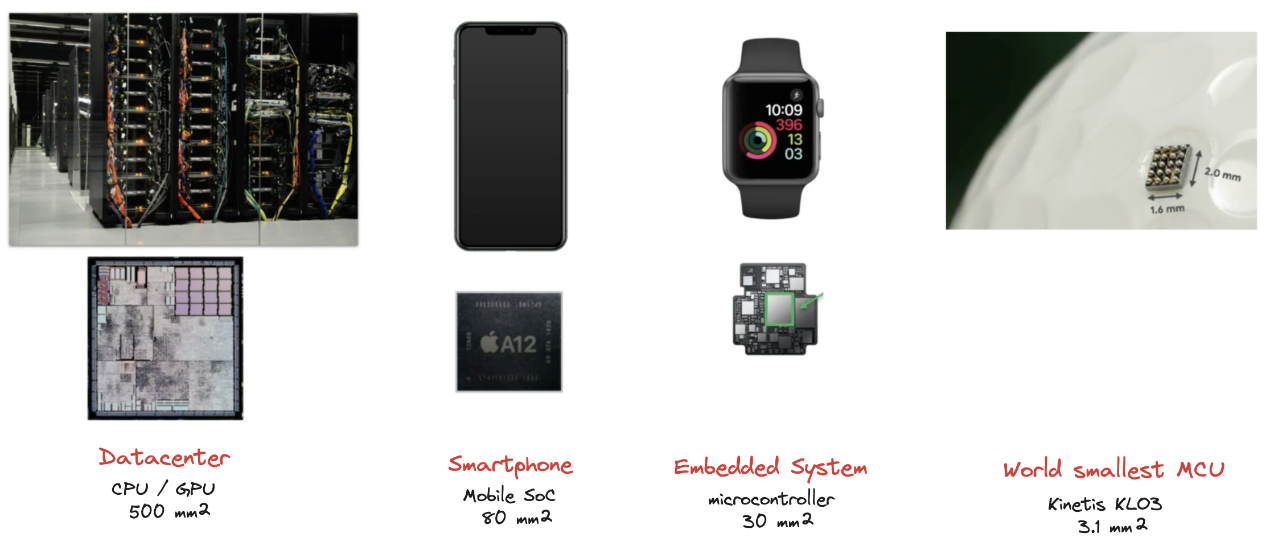 10:09
396
13
03
2.0 mm
1.6 mm
A12
Datacenter
CPU / GPU
500 mm2
Smartphone
Mobile SoC
80 mm2
Embedded System
microcontroller
30 mm2
World smallest MCU
Kinetis KL03
3.1 mm2